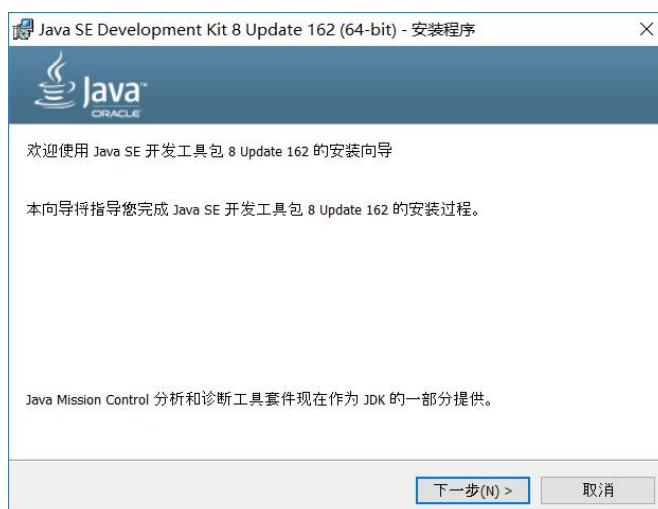 Java SE Development Kit 8 Update 162 (64-bit) - 安装程序
Java™
ORACLE
欢迎使用 Java SE 开发工具包 8 Update 162 的安装向导
本向导将指导您完成 Java SE 开发工具包 8 Update 162 的安装过程。
Java Mission Control 分析和诊断工具套件现在作为 JDK 的一部分提供。
下一步(N) >
取消